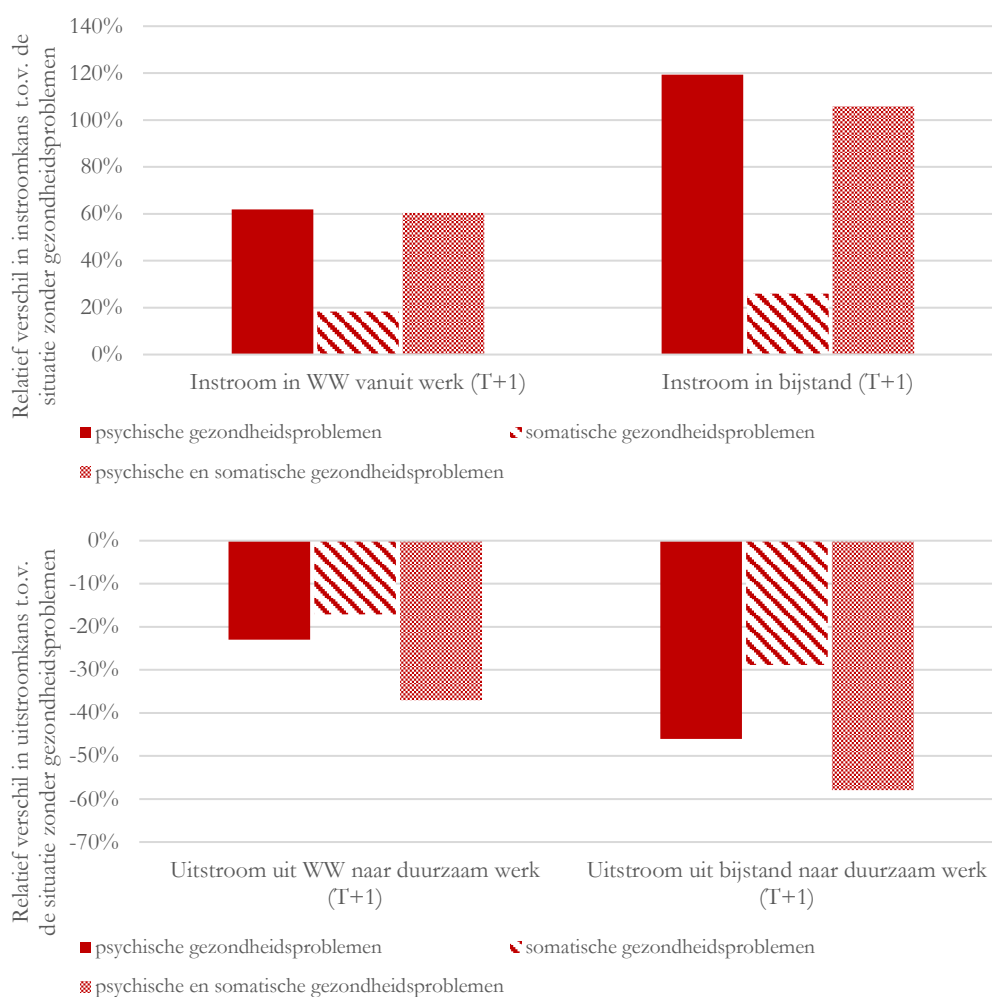 Relatief verschil in instroomkans t.o.v. de
situatie zonder gezondheidsproblemen
140%
120%
100%
80%
60%
40%
20%
0%
Instroom in WW vanuit werk (T+1)
Instroom in bijstand (T+1)
psychische gezondheidsproblemen
somatische gezondheidsproblemen
psychische en somatische gezondheidsproblemen
Relatief verschil in uitstroomkans t.o.v.
de situatie zonder gezondheidsproblemen
0%
-10%
-20%
-30%
-40%
-50%
-60%
-70%
Uitstroom uit WW naar duurzaam werk
(T+1)
Uitstroom uit bijstand naar duurzaam werk
(T+1)
psychische gezondheidsproblemen
somatische gezondheidsproblemen
psychische en somatische gezondheidsproblemen